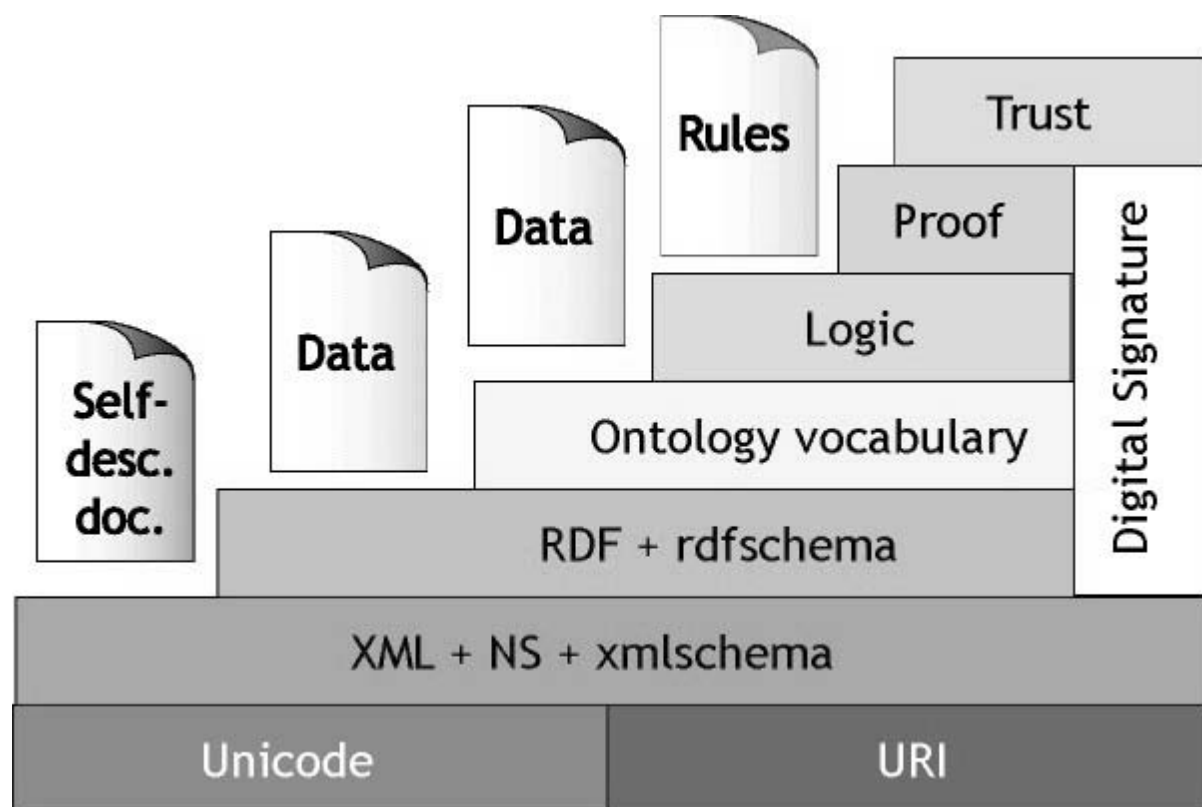 Rules
Trust
Data
Proof
Data
Logic
Self-
desc.
doc.
Ontology vocabulary
Digital Signature
RDF + rdfschema
XML + NS + xmlschema
Unicode
URI